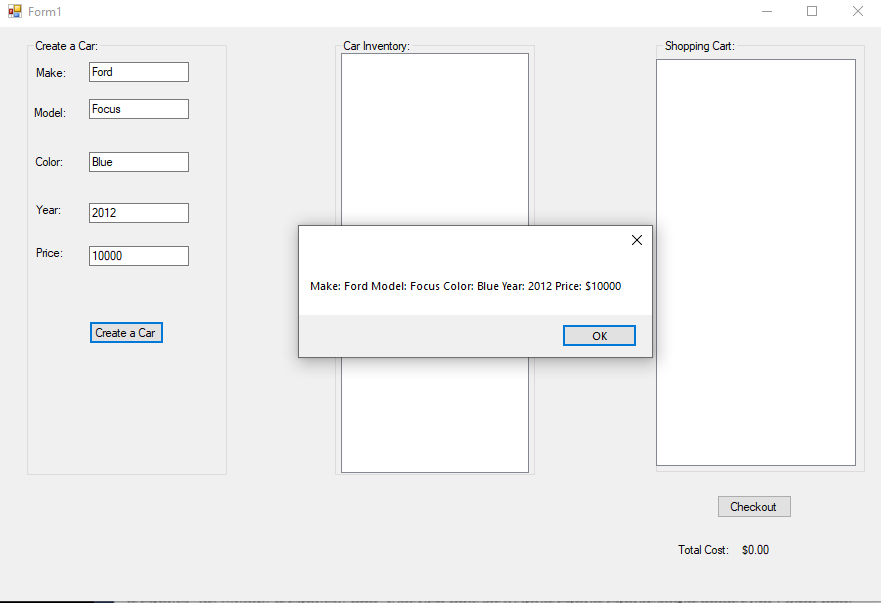 Form1
Create a Car:
Make: Ford
Model: Focus
Color: Blue
Year: 2012
Price: 10000
Create a Car
Car Inventory:
Make: Ford Model: Focus Color: Blue Year: 2012 Price: $10000
OK
Shopping Cart:
Checkout
Total Cost: $0.00